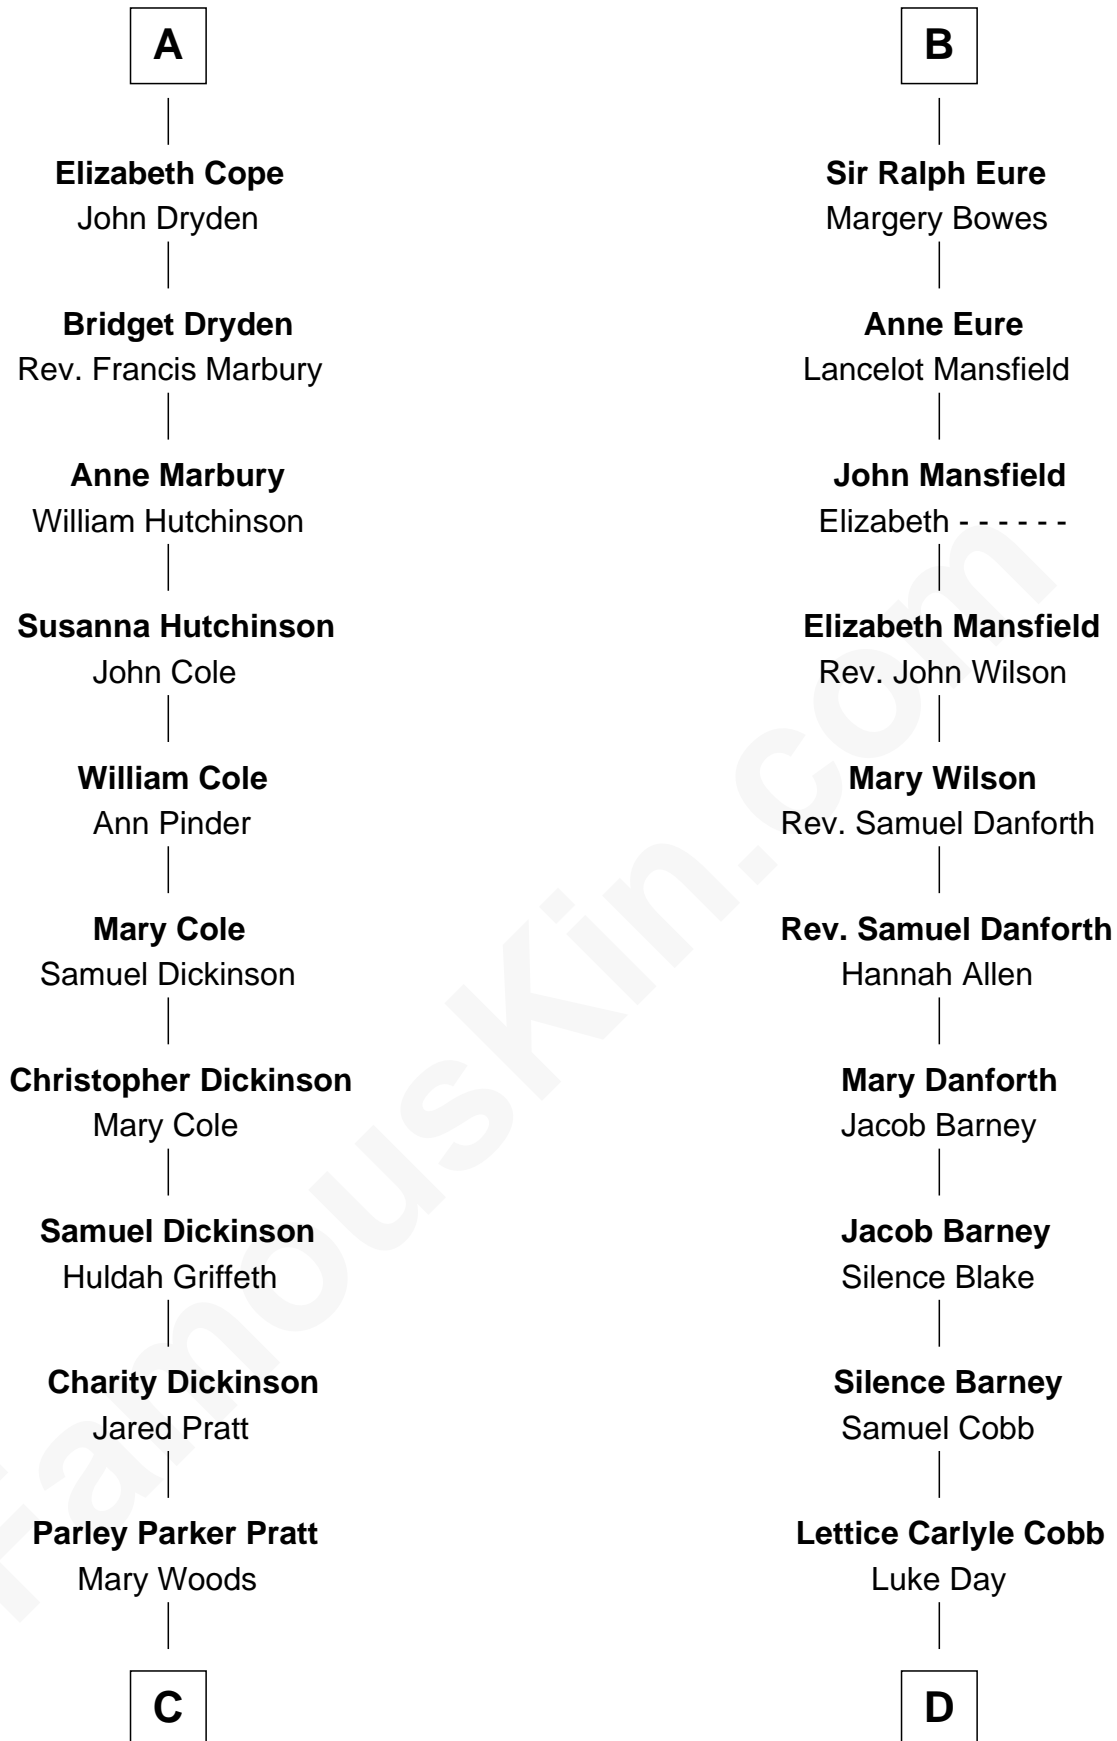 A
Elizabeth Cope
John Dryden
Bridget Dryden
Rev. Francis Marbury
Anne Marbury
William Hutchinson
Susanna Hutchinson
John Cole
William Cole
Ann Pinder
Mary Cole
Samuel Dickinson
Christopher Dickinson
Mary Cole
Samuel Dickinson
Huldah Griffeth
Charity Dickinson
Jared Pratt
Parley Parker Pratt
Mary Woods
C
B
Sir Ralph Eure
Margery Bowes
Anne Eure
Lancelot Mansfield
John Mansfield
Elizabeth - - - - - -
Elizabeth Mansfield
Rev. John Wilson
Mary Wilson
Rev. Samuel Danforth
Rev. Samuel Danforth
Hannah Allen
Mary Danforth
Jacob Barney
Jacob Barney
Silence Blake
Silence Barney
Samuel Cobb
Lettice Carlyle Cobb
Luke Day
D
FamousKin.com